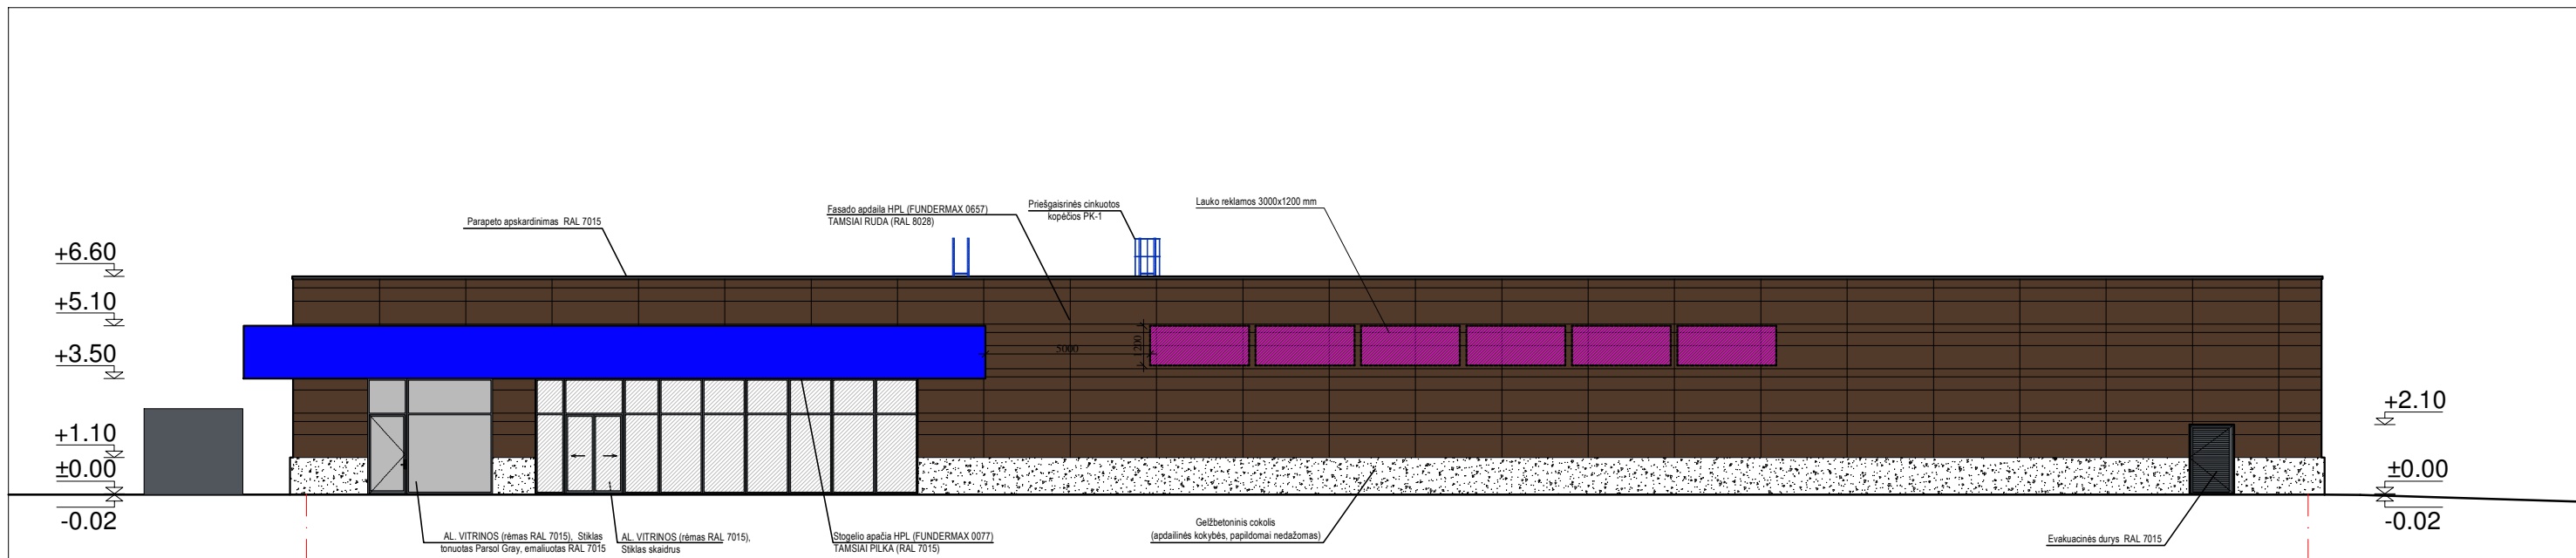 Lauko reklamos 3000x1200 mm
Priešgaisrinės cinkuotos
kopėčios PK-1
Fasado apdaila HPL (FUNDERMAX 0657)
TAMSIAI RUDA (RAL 8028)
Parapeto apskardinimas RAL 7015
+6.60
+5.10
+3.50
+1.10
±0.00
-0.02
5000
1200
+2.10
±0.00
-0.02
AL. VITRINOS (rėmas RAL 7015), Stiklas
tonuotas Parsol Gray, emaliuotas RAL 7015
AL. VITRINOS (rėmas RAL 7015),
Stiklas skaidrus
Stogelio apačia HPL (FUNDERMAX 0077)
TAMSIAI PILKA (RAL 7015)
Gelžbetoninis cokolis
(apdailinės kokybės, papildomai nedažomas)
Evakuacinės durys RAL 7015